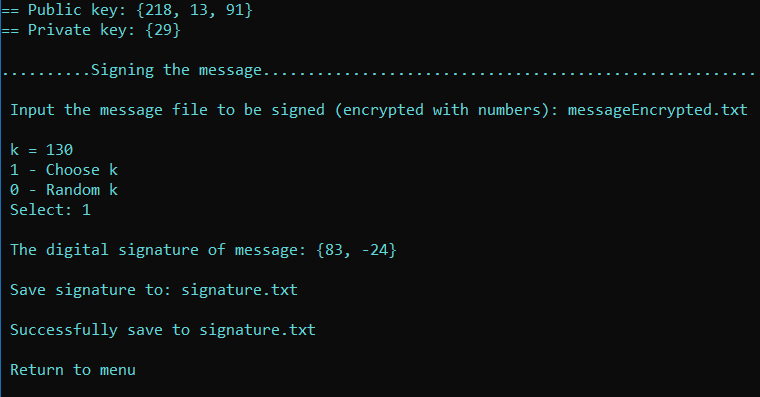 == Public key: {218, 13, 91}
== Private key: {29}
..........Signing the message.......................................................
Input the message file to be signed (encrypted with numbers): messageEncrypted.txt
k = 130
1 - Choose k
0 - Random k
Select: 1
The digital signature of message: {83, -24}
Save signature to: signature.txt
Successfully save to signature.txt
Return to menu